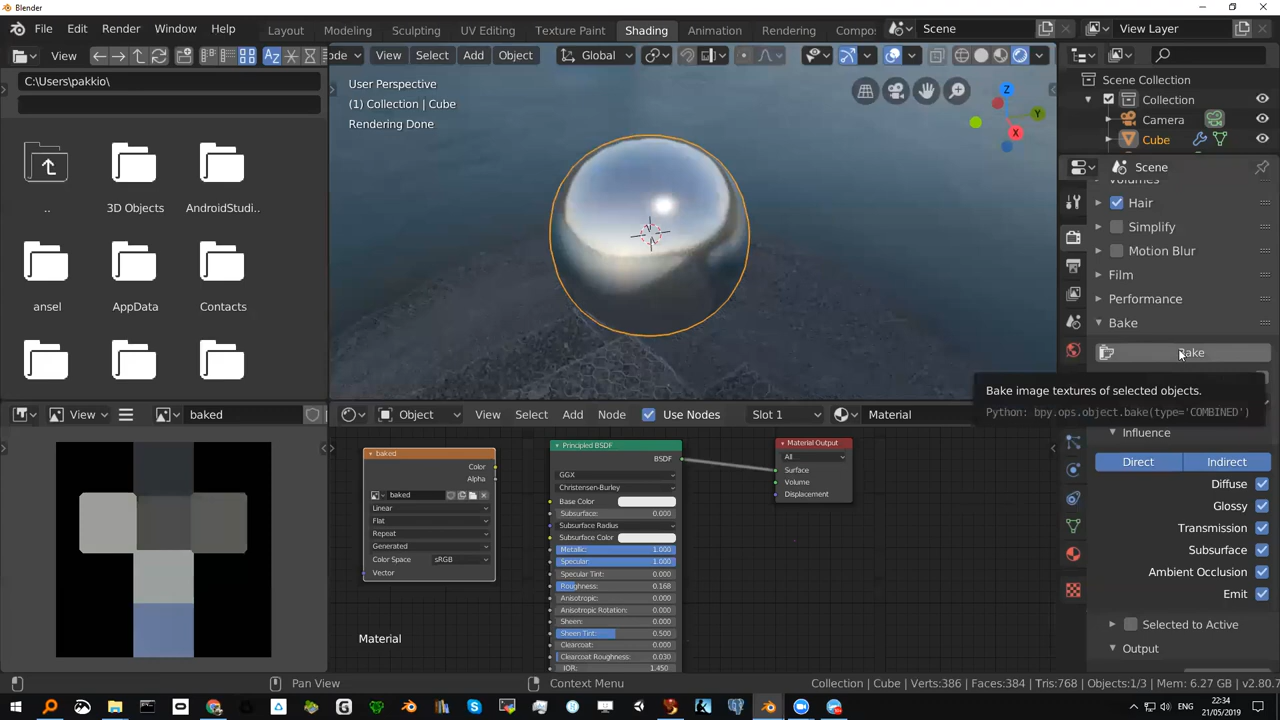 Blender
File Edit Render Window Help Layout Modeling Sculpting UV Editing Texture Paint Shading Animation Rendering Compos Scene View Layer
View ode View Select Add Object Global
C:\Users\pakkio\
User Perspective
(1) Collection | Cube
Rendering Done
Z
Y
X
Scene Collection
Collection
Camera
Cube
Scene
.. 3D Objects AndroidStudi..
ansel AppData Contacts
Hair
Simplify
Motion Blur
Film
Performance
Bake
Bake
Bake image textures of selected objects.
Python: bpy.ops.object.bake(type='COMBINED')
Influence
Direct Indirect
Diffuse
Glossy
Transmission
Subsurface
Ambient Occlusion
Emit
Selected to Active
Output
View baked
Object View Select Add Node Use Nodes Slot 1 Material
baked
Color
Alpha
baked
Linear
Flat
Repeat
Generated
Color Space sRGB
Vector
Principled BSDF
BSDF
GGX
Christensen-Burley
Base Color
Subsurface: 0.000
Subsurface Radius
Subsurface Color
Metallic: 1.000
Specular: 1.000
Specular Tint: 0.000
Roughness: 0.168
Anisotropic: 0.000
Anisotropic Rotation: 0.000
Sheen: 0.000
Sheen Tint: 0.500
Clearcoat: 0.000
Clearcoat Roughness: 0.030
IOR: 1.450
Material Output
All
Surface
Volume
Displacement
Material
Pan View Context Menu Collection | Cube | Verts:386 | Faces:384 | Tris:768 | Objects:1/3 | Mem: 6.27 GB | v2.80.7
22:34
21/05/2019